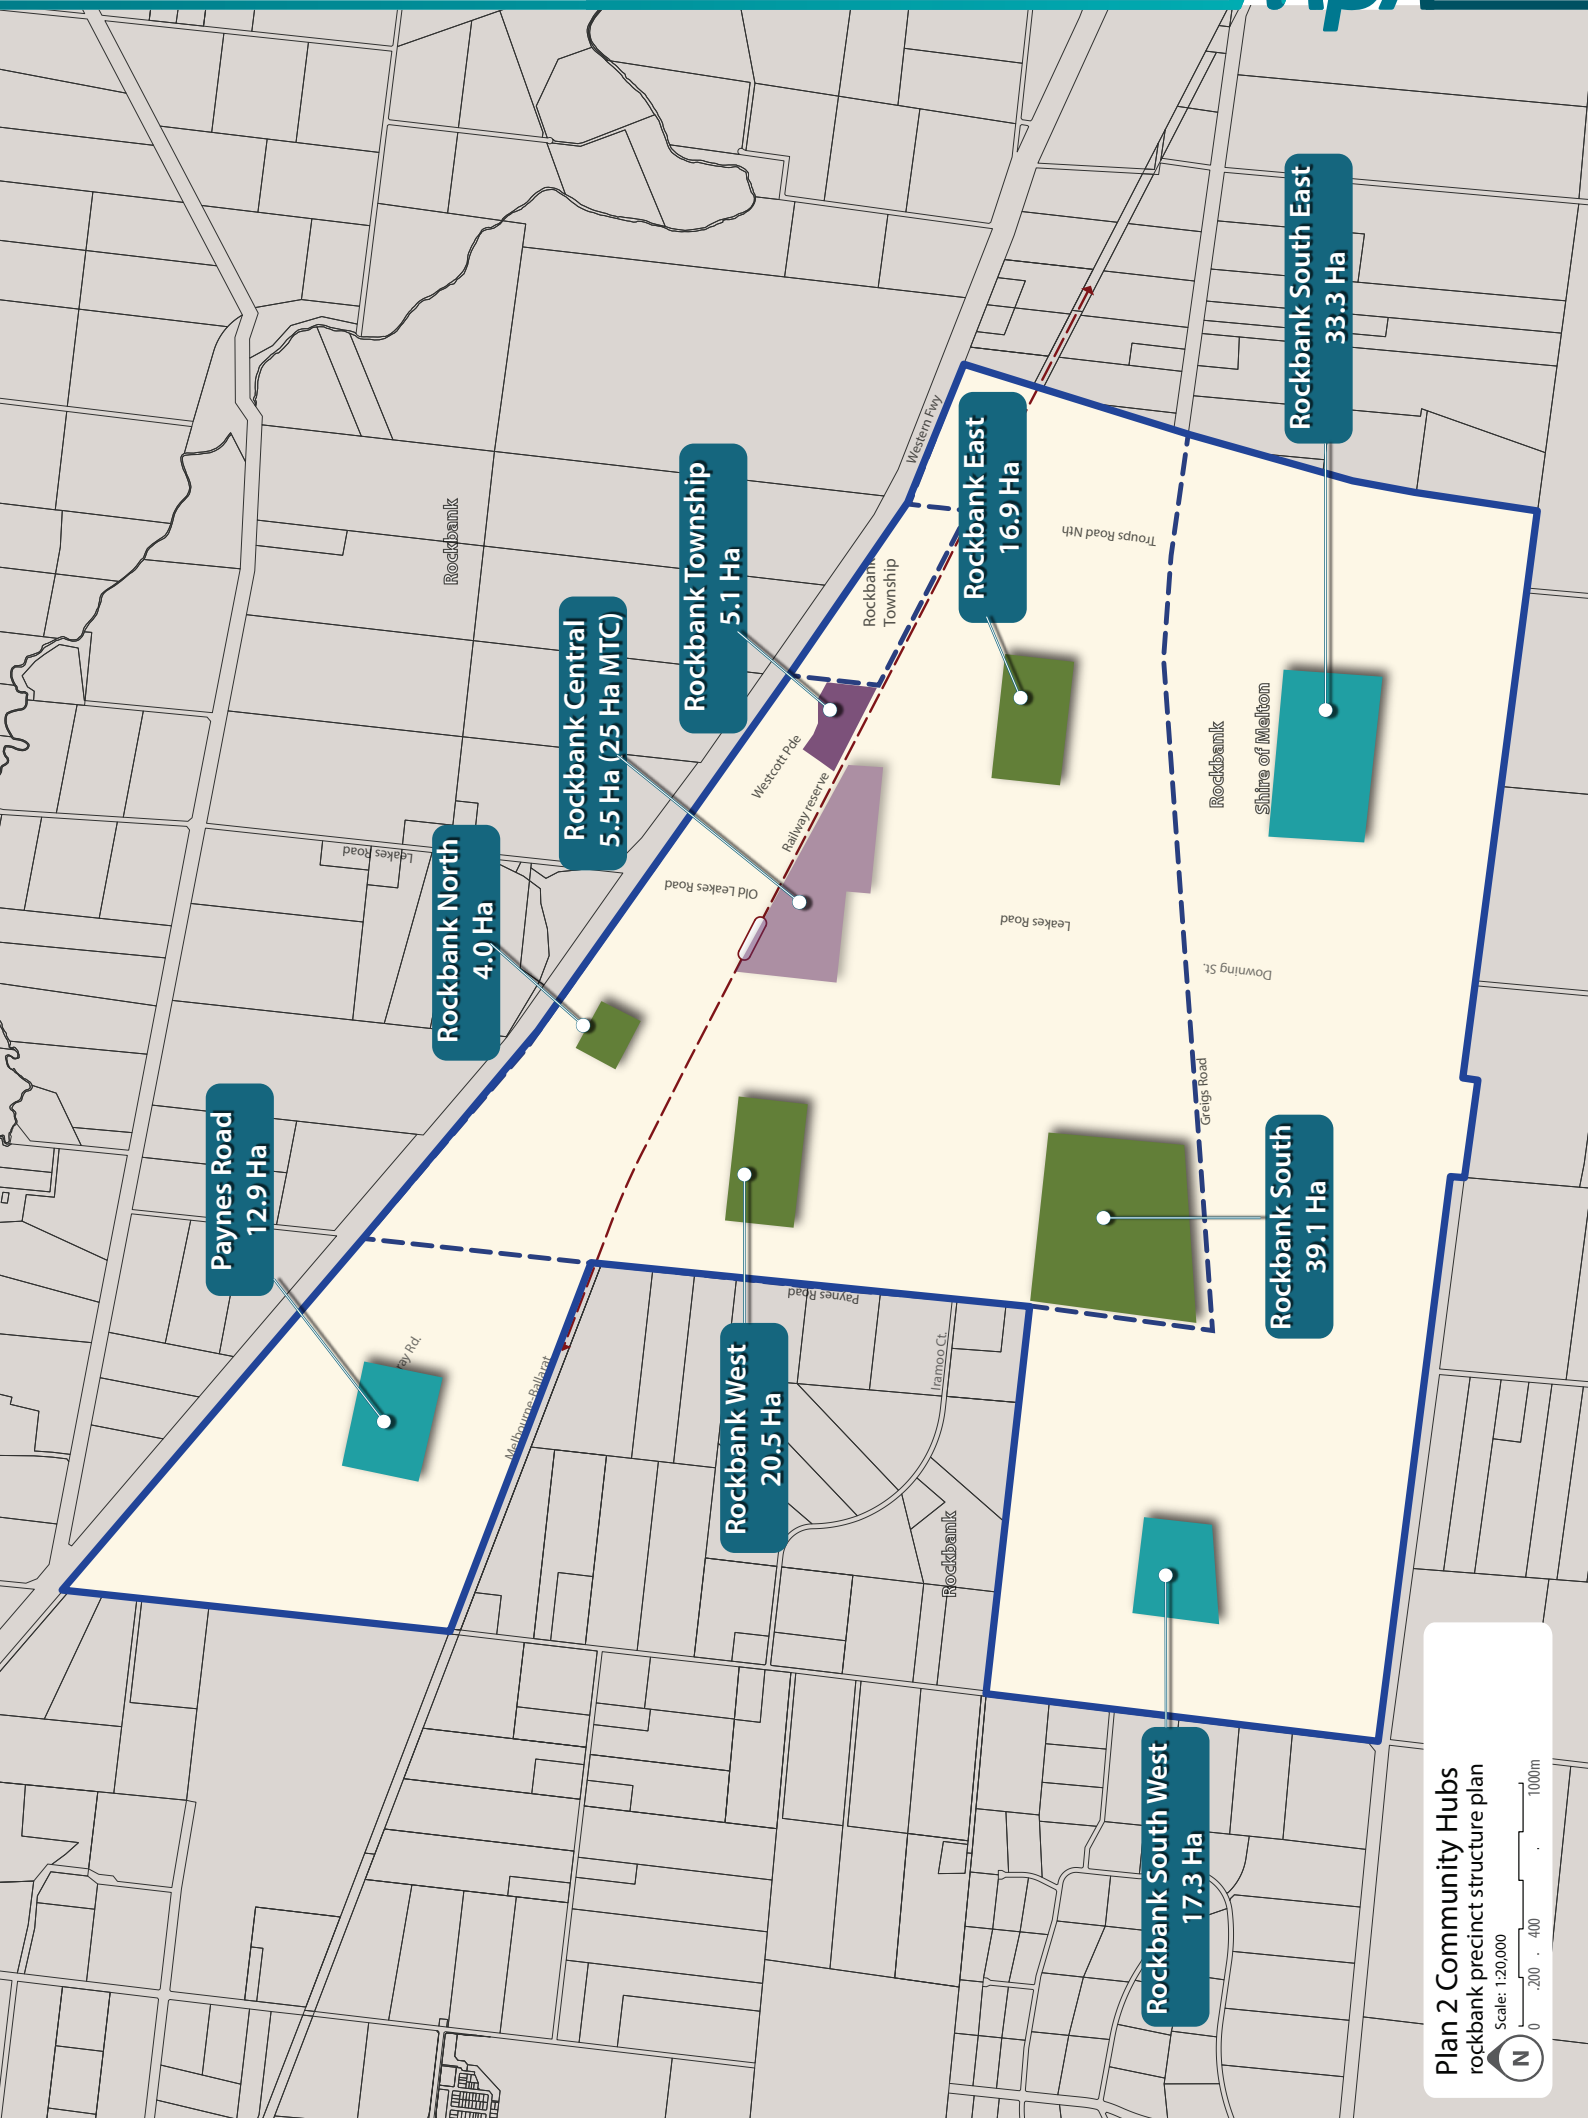 Paynes Road
12.9 Ha
Rockbank North
4.0 Ha
Rockbank Central
5.5 Ha (25 Ha MTC)
Rockbank Township
5.1 Ha
Rockbank East
16.9 Ha
Rockbank South East
33.3 Ha
Rockbank West
20.5 Ha
Rockbank South
39.1 Ha
Rockbank South West
17.3 Ha
Rockbank
Leakes Road
Western Fwy
Rockbank
Township
Westcott Pde
Railway reserve
Old Leakes Road
Troups Road Nth
Leakes Road
Downing St.
Greigs Road
Rockbank
Shire of Melton
Paynes Road
Melbourne-Ballarat
Iramoo Ct.
Rockbank
Plan 2 Community Hubs
rockbank precinct structure plan
Scale: 1:20,000
0 200 400 1000m
N